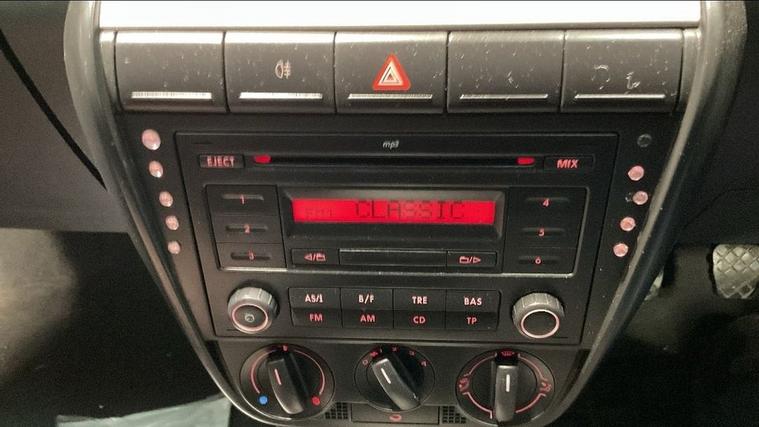 mp3
EJECT
MIX
1
4
CLASSIC
2
5
3
6
AS/1 B/F TRE BAS
FM AM CD TP